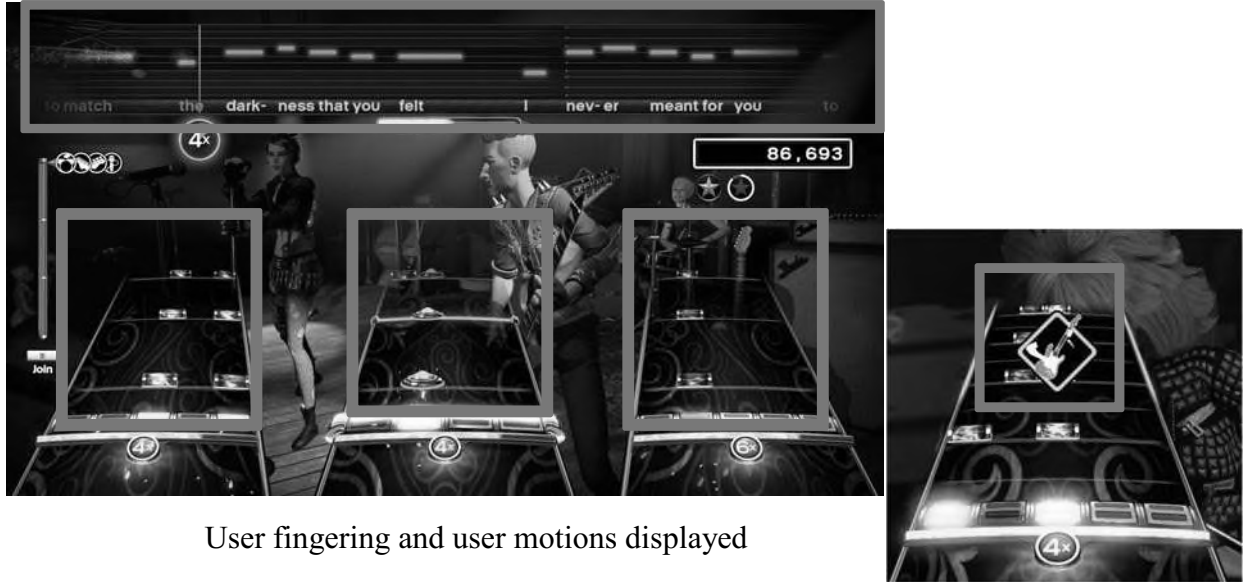 to match the dark- ness that you felt I nev- er meant for you to
4x
86,693
Join
4x
4x
6x
4x
User fingering and user motions displayed